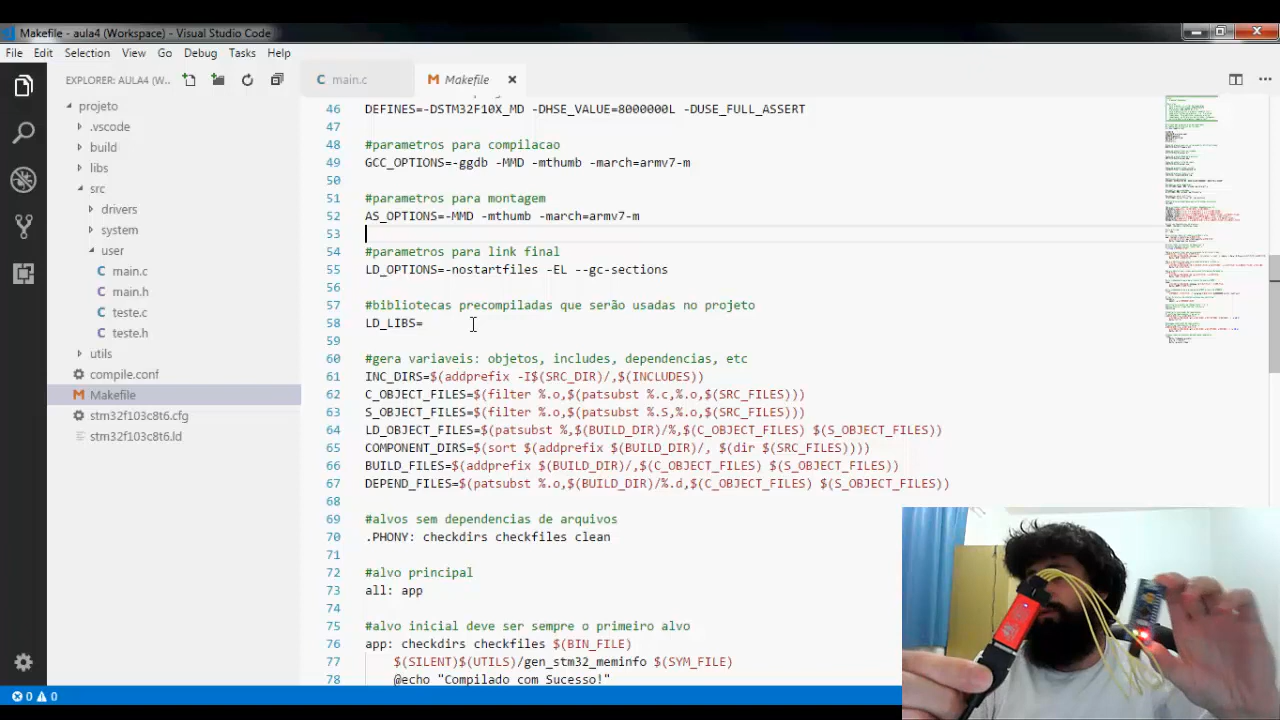 Makefile - aula4 (Workspace) - Visual Studio Code
File Edit Selection View Go Debug Tasks Help
EXPLORER: AULA4 (W...
main.c
Makefile
projeto
.vscode
build
libs
src
drivers
system
user
main.c
main.h
teste.c
teste.h
utils
compile.conf
Makefile
stm32f103c8t6.cfg
stm32f103c8t6.ld
46 DEFINES=-DSTM32F10X_MD -DHSE_VALUE=8000000L -DUSE_FULL_ASSERT
47
48 #parametros para compilacao
49 GCC_OPTIONS=-c -Os -MMD -mthumb -march=armv7-m
50
51 #parametros para montagem
52 AS_OPTIONS=-MMD -mthumb -march=armv7-m
53
54 #parametros linkagem final
55 LD_OPTIONS=-nostartfiles -Els --gc-sections
56
57 #bibliotecas pre-compiladas que serão usadas no projeto
58 LD_LIBS=
59
60 #gera variaveis: objetos, includes, dependencias, etc
61 INC_DIRS=$(addprefix -I$(SRC_DIR)/,$(INCLUDES))
62 C_OBJECT_FILES=$(filter %.o,$(patsubst %.c,%.o,$(SRC_FILES)))
63 S_OBJECT_FILES=$(filter %.o,$(patsubst %.S,%.o,$(SRC_FILES)))
64 LD_OBJECT_FILES=$(patsubst %,$(BUILD_DIR)/%,$(C_OBJECT_FILES) $(S_OBJECT_FILES))
65 COMPONENT_DIRS=$(sort $(addprefix $(BUILD_DIR)/, $(dir $(SRC_FILES))))
66 BUILD_FILES=$(addprefix $(BUILD_DIR)/,$(C_OBJECT_FILES) $(S_OBJECT_FILES))
67 DEPEND_FILES=$(patsubst %.o,$(BUILD_DIR)/%.d,$(C_OBJECT_FILES) $(S_OBJECT_FILES))
68
69 #alvos sem dependencias de arquivos
70 .PHONY: checkdirs checkfiles clean
71
72 #alvo principal
73 all: app
74
75 #alvo inicial deve ser sempre o primeiro alvo
76 app: checkdirs checkfiles $(BIN_FILE)
77 $(SILENT)$(UTILS)/gen_stm32_meminfo $(SYM_FILE)
78 @echo "Compilado com Sucesso!"
0 0